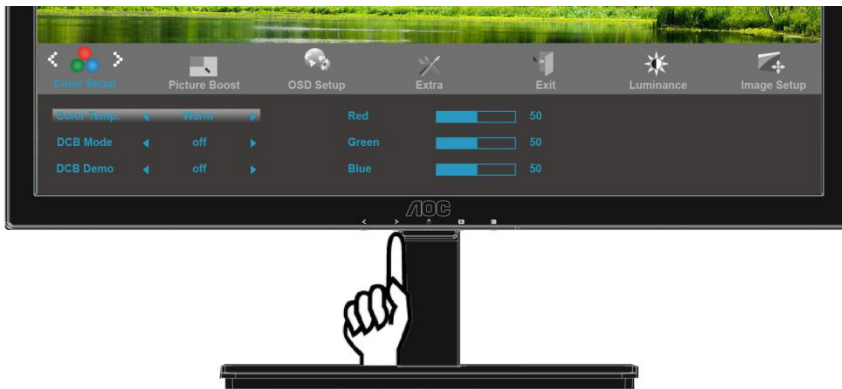 Color Setup Picture Boost OSD Setup Extra Exit Luminance Image Setup
Color Temp. Warm Red 50
DCB Mode off Green 50
DCB Demo off Blue 50
AOC